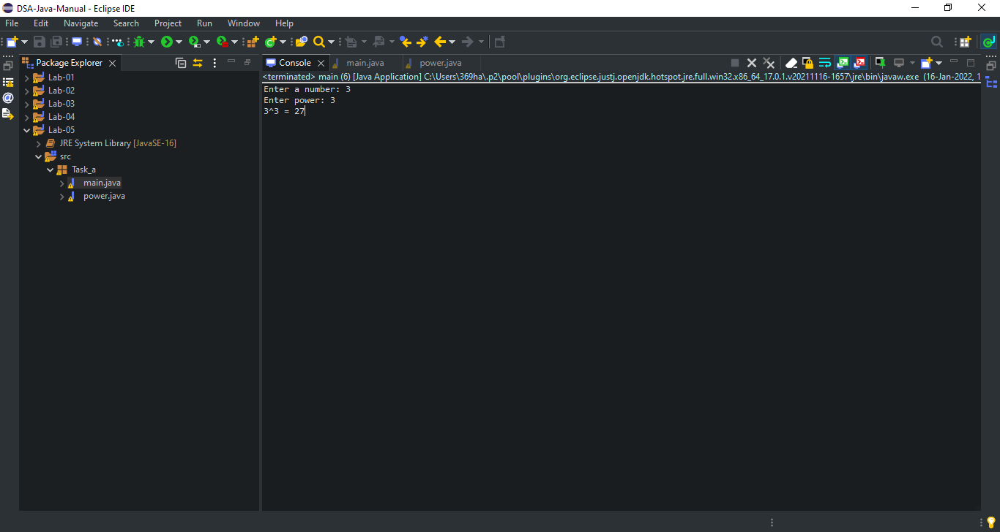 DSA-Java-Manual - Eclipse IDE
File Edit Navigate Search Project Run Window Help
Package Explorer
Lab-01
Lab-02
Lab-03
Lab-04
Lab-05
JRE System Library [JavaSE-16]
src
Task_a
main.java
power.java
Console main.java power.java
<terminated> main (6) [Java Application] C:\Users\369ha\.p2\pool\plugins\org.eclipse.justj.openjdk.hotspot.jre.full.win32.x86_64_17.0.1.v20211116-1657\jre\bin\javaw.exe (16-Jan-2022, 1
Enter a number: 3
Enter power: 3
3^3 = 27